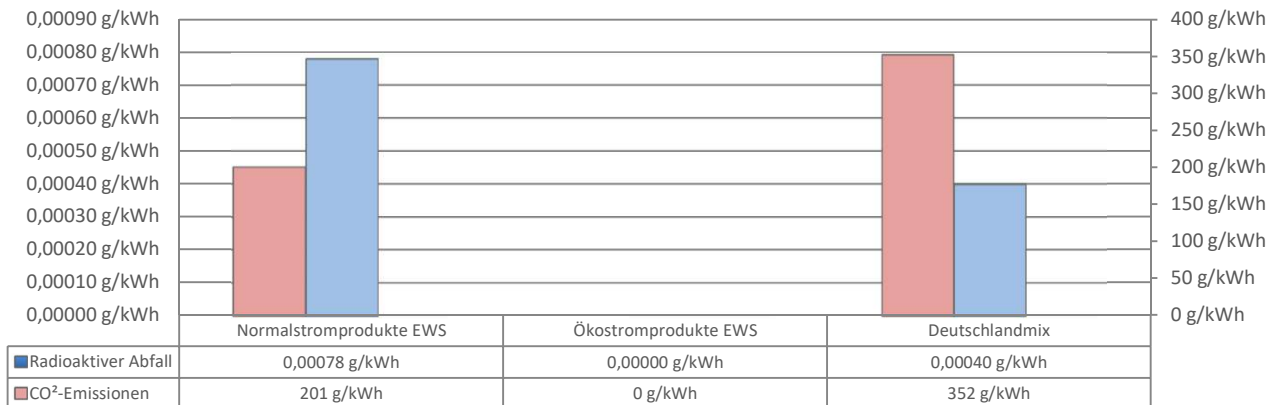 0,00090 g/kWh
0,00080 g/kWh
0,00070 g/kWh
0,00060 g/kWh
0,00050 g/kWh
0,00040 g/kWh
0,00030 g/kWh
0,00020 g/kWh
0,00010 g/kWh
0,00000 g/kWh
400 g/kWh
350 g/kWh
300 g/kWh
250 g/kWh
200 g/kWh
150 g/kWh
100 g/kWh
50 g/kWh
0 g/kWh
Normalstromprodukte EWS Ökostromprodukte EWS Deutschlandmix
Radioaktiver Abfall 0,00078 g/kWh 0,00000 g/kWh 0,00040 g/kWh
CO²-Emissionen 201 g/kWh 0 g/kWh 352 g/kWh